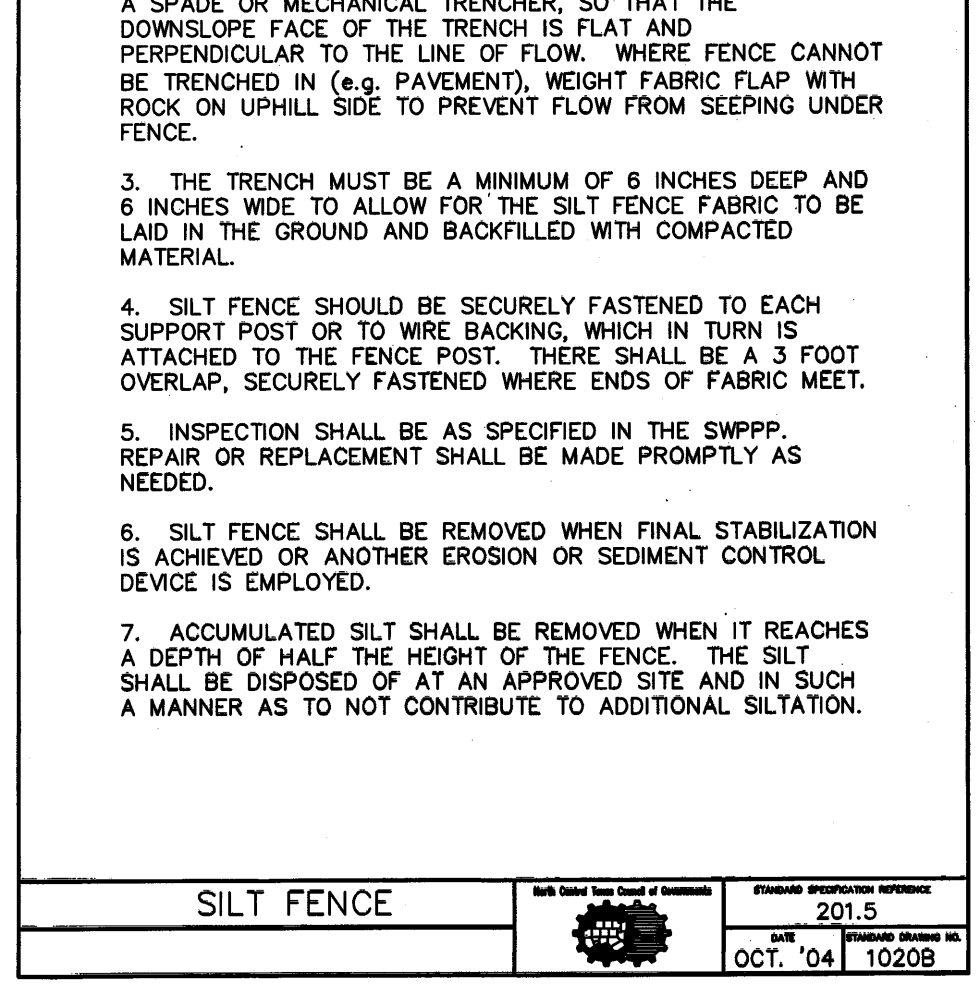 A SPADE OR MECHANICAL TRENCHER, SO THAT THE
DOWNSLOPE FACE OF THE TRENCH IS FLAT AND
PERPENDICULAR TO THE LINE OF FLOW. WHERE FENCE CANNOT
BE TRENCHED IN (e.g. PAVEMENT), WEIGHT FABRIC FLAP WITH
ROCK ON UPHILL SIDE TO PREVENT FLOW FROM SEEPING UNDER
FENCE.
3. THE TRENCH MUST BE A MINIMUM OF 6 INCHES DEEP AND
6 INCHES WIDE TO ALLOW FOR THE SILT FENCE FABRIC TO BE
LAID IN THE GROUND AND BACKFILLED WITH COMPACTED
MATERIAL.
4. SILT FENCE SHOULD BE SECURELY FASTENED TO EACH
SUPPORT POST OR TO WIRE BACKING, WHICH IN TURN IS
ATTACHED TO THE FENCE POST. THERE SHALL BE A 3 FOOT
OVERLAP, SECURELY FASTENED WHERE ENDS OF FABRIC MEET.
5. INSPECTION SHALL BE AS SPECIFIED IN THE SWPPP.
REPAIR OR REPLACEMENT SHALL BE MADE PROMPTLY AS
NEEDED.
6. SILT FENCE SHALL BE REMOVED WHEN FINAL STABILIZATION
IS ACHIEVED OR ANOTHER EROSION OR SEDIMENT CONTROL
DEVICE IS EMPLOYED.
7. ACCUMULATED SILT SHALL BE REMOVED WHEN IT REACHES
A DEPTH OF HALF THE HEIGHT OF THE FENCE. THE SILT
SHALL BE DISPOSED OF AT AN APPROVED SITE AND IN SUCH
A MANNER AS TO NOT CONTRIBUTE TO ADDITIONAL SILTATION.
SILT FENCE
North Central Texas Council of Governments
STANDARD SPECIFICATION REFERENCE
201.5
DATE
OCT. '04
STANDARD DRAWING NO.
1020B